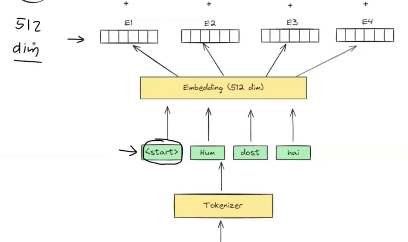 + + + +
E1 E2 E3 E4
512
dim
Embedding (512 dim)
<start> Hum dost hai
Tokenizer